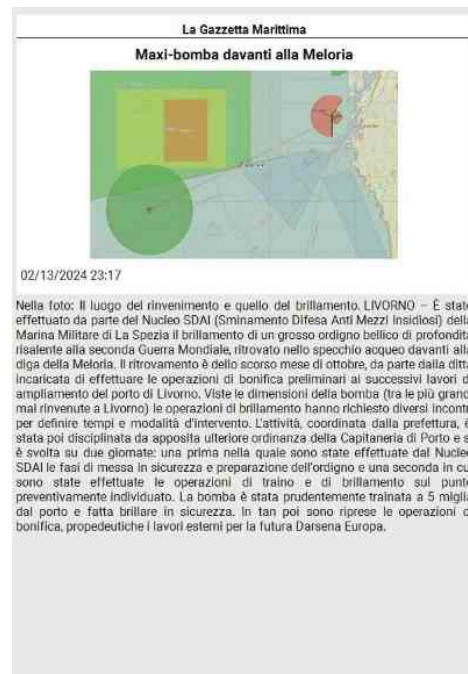 La Gazzetta Marittima
Maxi-bomba davanti alla Meloria
02/13/2024 23:17
Nella foto: Il luogo del rinvenimento e quello del brillamento. LIVORNO – È stato
effettuato da parte del Nucleo SDAI (Sminamento Difesa Anti Mezzi Insidiosi) della
Marina Militare di La Spezia il brillamento di un grosso ordigno bellico di profondità
risalente alla seconda Guerra Mondiale, ritrovato nello specchio acqueo davanti alla
diga della Meloria. Il ritrovamento è dello scorso mese di ottobre, da parte dalla ditta
incaricata di effettuare le operazioni di bonifica preliminari ai successivi lavori di
ampliamento del porto di Livorno. Viste le dimensioni della bomba (tra le più grandi
mai rinvenute a Livorno) le operazioni di brillamento hanno richiesto diversi incontri
per definire tempi e modalità d'intervento. L'attività, coordinata dalla prefettura, è
stata poi disciplinata da apposita ulteriore ordinanza della Capitaneria di Porto e si
è svolta su due giornate: una prima nella quale sono state effettuate dal Nucleo
SDAI le fasi di messa in sicurezza e preparazione dell'ordigno e una seconda in cui
sono state effettuate le operazioni di traino e di brillamento sul punto
preventivamente individuato. La bomba è stata prudentemente trainata a 5 miglia
dal porto e fatta brillare in sicurezza. In tan poi sono riprese le operazioni di
bonifica, propedeutiche i lavori esterni per la futura Darsena Europa.